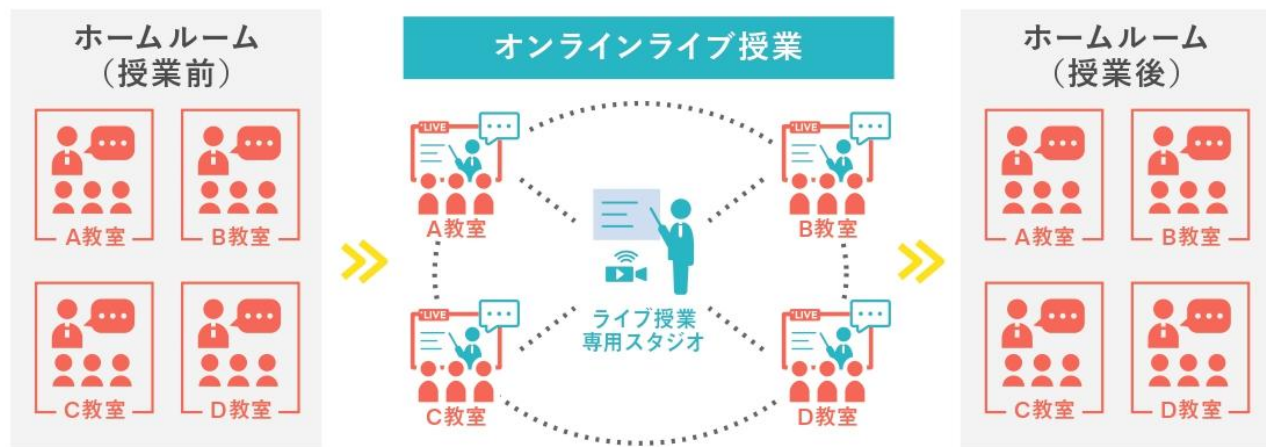 ホームルーム
（授業前）
A教室
B教室
C教室
D教室
オンラインライブ授業
LIVE
A教室
LIVE
B教室
ライブ授業
専用スタジオ
LIVE
C教室
LIVE
D教室
ホームルーム
（授業後）
A教室
B教室
C教室
D教室